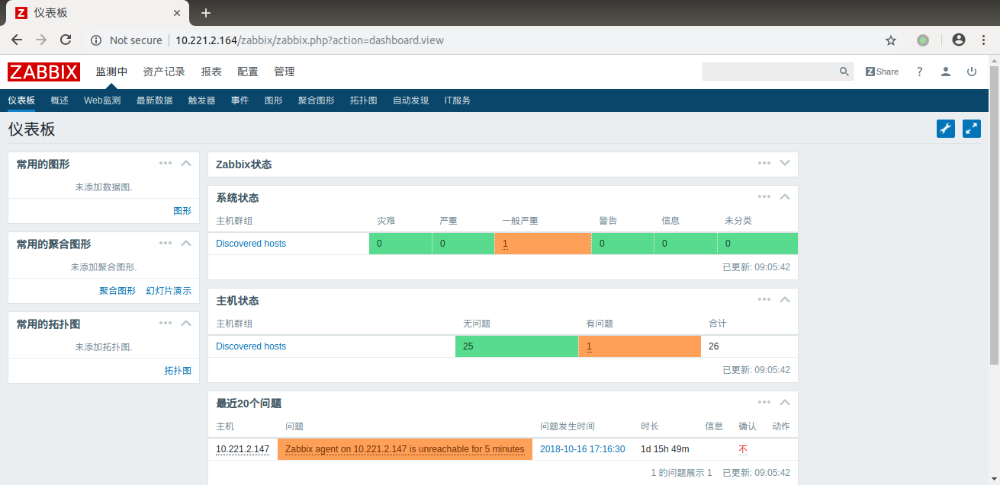 仪表板
Not secure 10.221.2.164/zabbix/zabbix.php?action=dashboard.view
ZABBIX 监测中 资产记录 报表 配置 管理 Z Share ?
仪表板 概述 Web监测 最新数据 触发器 事件 图形 聚合图形 拓扑图 自动发现 IT服务
仪表板
常用的图形
未添加数据图.
图形
常用的聚合图形
未添加聚合图形.
聚合图形 幻灯片演示
常用的拓扑图
未添加拓扑图.
拓扑图
Zabbix状态
系统状态
主机群组 灾难 严重 一般严重 警告 信息 未分类
Discovered hosts 0 0 1 0 0 0
已更新: 09:05:42
主机状态
主机群组 无问题 有问题 合计
Discovered hosts 25 1 26
已更新: 09:05:42
最近20个问题
主机 问题 问题发生时间 时长 信息 确认 动作
10.221.2.147 Zabbix agent on 10.221.2.147 is unreachable for 5 minutes 2018-10-16 17:16:30 1d 15h 49m 不
1 的问题展示 1 已更新: 09:05:42